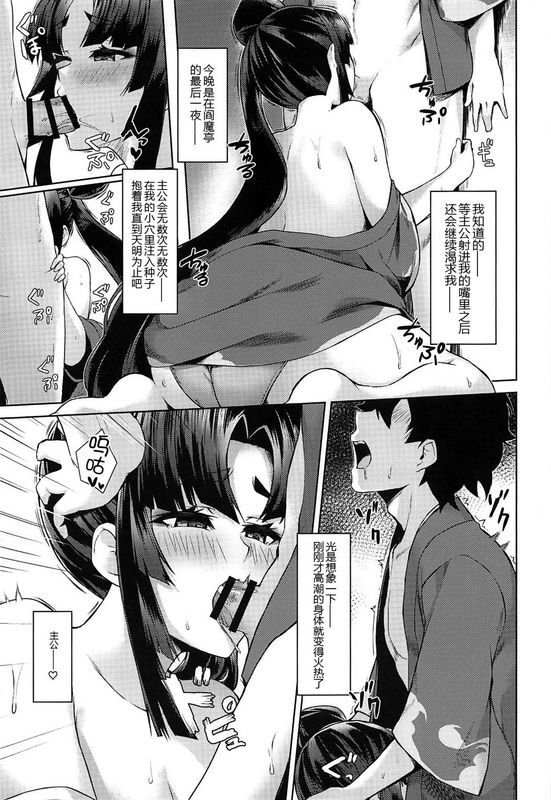 我知道的——
等主公射进我的嘴里之后
还会继续渴求我——
今晚是在阎魔亭
的最后一夜——
主公会无数次无数次
在我的小穴里注入种子
抱着我直到天明为止吧
光是想象一下——
刚刚才高潮的身体就变得火热了
呜咕
♥♥
主公——
♡